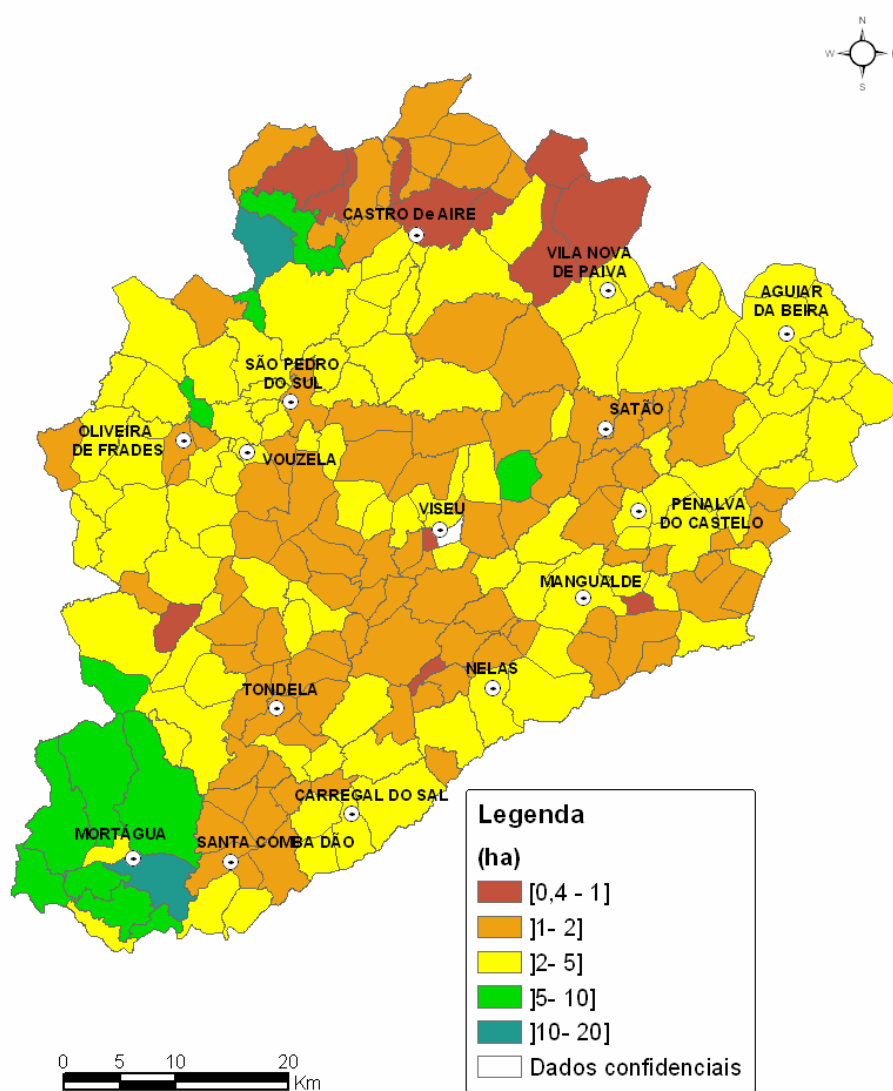 N
W
S
CASTRO De AIRE
VILA NOVA
DE PAIVA
AGUIAR
DA BEIRA
SÃO PEDRO
DO SUL
SATÃO
OLIVEIRA
DE FRADES
VOUZELA
VISEU
PENALVA
DO CASTELO
MANGUALDE
NELAS
TONDELA
CARREGAL DO SAL
MORTÁGUA
SANTA COMBA DÃO
Legenda
(ha)
[0,4 - 1]
]1- 2]
]2- 5]
]5- 10]
]10- 20]
Dados confidenciais
0 5 10 20
Km